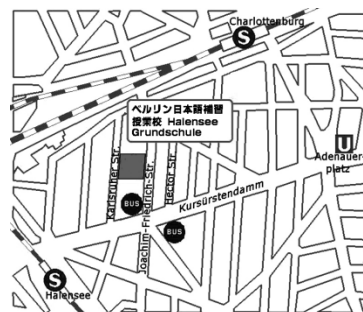 Charlottenburg
S
ベルリン日本語補習
授業校 Halensee
Grundschule
U
Adenauer-
platz
Karlsruher Str.
Joachim-Friedrich-Str.
Hector Str.
Kursürstendamm
BUS
BUS
S
Halensee